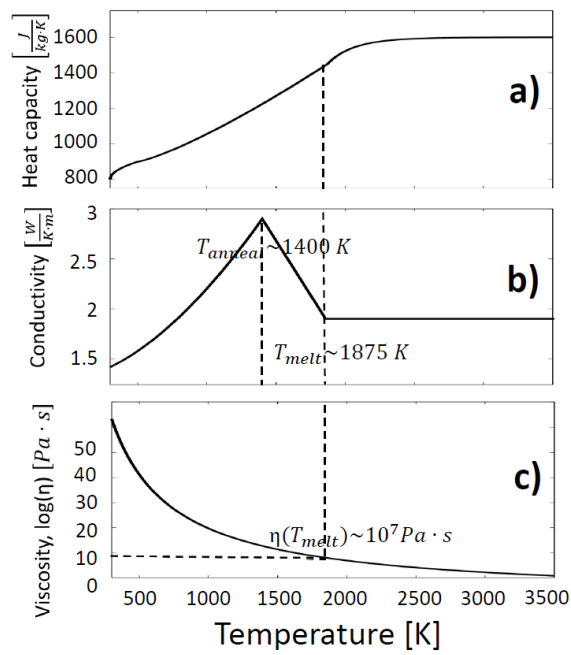 Heat capacity [J/kg·K]
1600
1400
1200
1000
800
a)
Conductivity [W/K·m]
3
2.5
2
1.5
T_anneal~1400 K
b)
T_melt~1875 K
Viscosity, log(η) [Pa · s]
50
40
30
20
10
0
c)
η(T_melt)~10^7 Pa · s
500
1000
1500
2000
2500
3000
3500
Temperature [K]